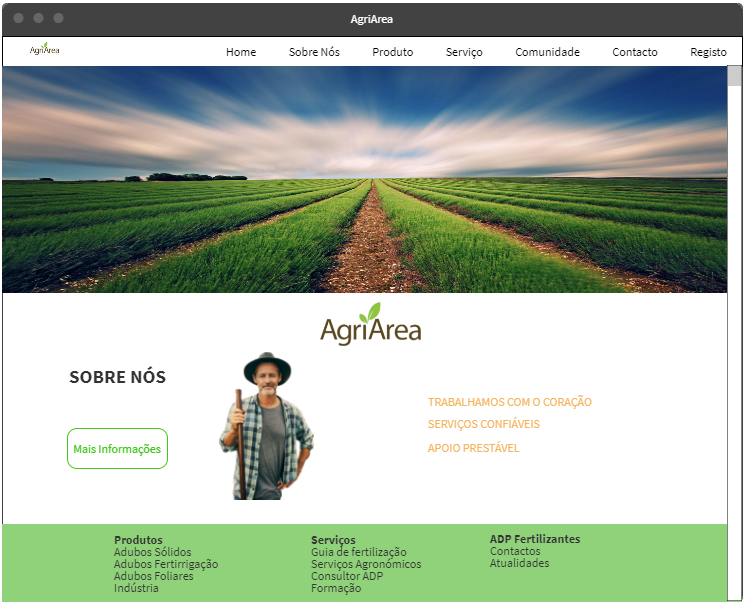 AgriArea
AgriArea
Home Sobre Nós Produto Serviço Comunidade Contacto Registo
AgriArea
SOBRE NÓS
Mais Informações
TRABALHAMOS COM O CORAÇÃO
SERVIÇOS CONFIÁVEIS
APOIO PRESTÁVEL
Produtos
Adubos Sólidos
Adubos Fertirrigação
Adubos Foliares
Indústria
Serviços
Guia de fertilização
Serviços Agronómicos
Consultor ADP
Formação
ADP Fertilizantes
Contactos
Atualidades